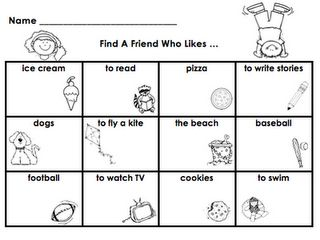 Name ___________________________
Find A Friend Who Likes ...
ice cream
to read
pizza
to write stories
dogs
to fly a kite
the beach
baseball
football
to watch TV
cookies
to swim